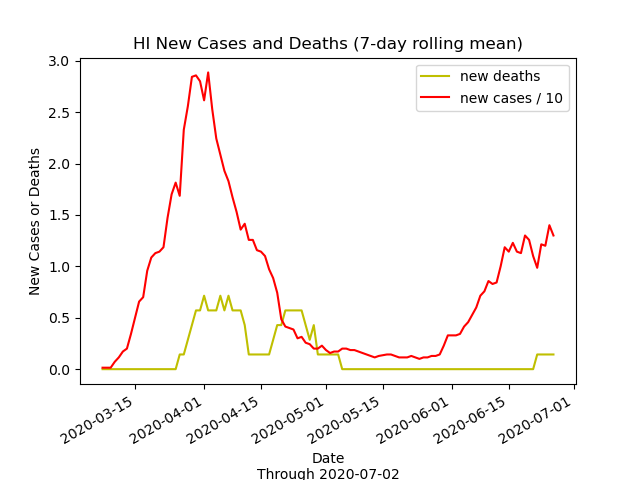 HI New Cases and Deaths (7-day rolling mean)
new deaths
new cases / 10
New Cases or Deaths
3.0
2.5
2.0
1.5
1.0
0.5
0.0
2020-03-15
2020-04-01
2020-04-15
2020-05-01
2020-05-15
2020-06-01
2020-06-15
2020-07-01
Date
Through 2020-07-02